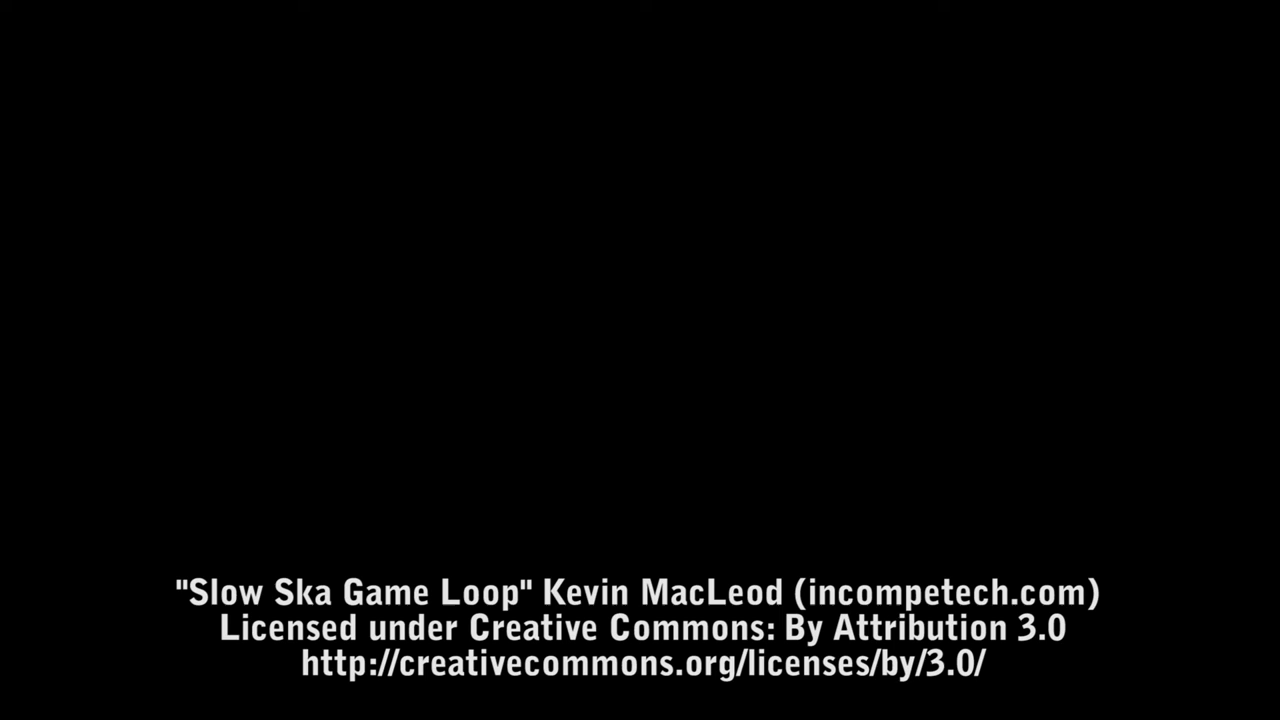 "Slow Ska Game Loop" Kevin MacLeod (incompetech.com)
Licensed under Creative Commons: By Attribution 3.0
http://creativecommons.org/licenses/by/3.0/